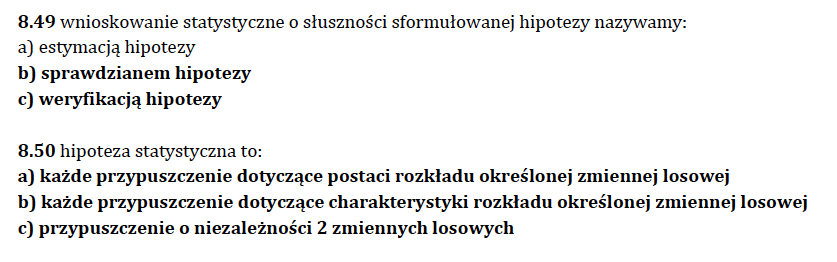 8.49 wnioskowanie statystyczne o słuszności sformułowanej hipotezy nazywamy:
a) estymacją hipotezy
b) sprawdzianem hipotezy
c) weryfikacją hipotezy
8.50 hipoteza statystyczna to:
a) każde przypuszczenie dotyczące postaci rozkładu określonej zmiennej losowej
b) każde przypuszczenie dotyczące charakterystyki rozkładu określonej zmiennej losowej
c) przypuszczenie o niezależności 2 zmiennych losowych